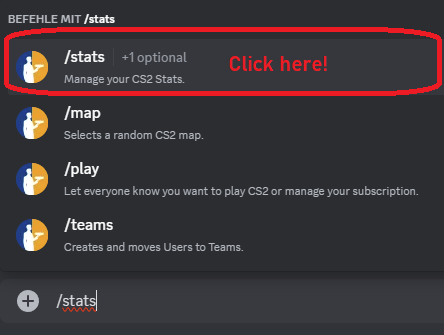 BEFEHLE MIT /stats
/stats +1 optional
Click here!
Manage your CS2 Stats.
/map
Selects a random CS2 map.
/play
Let everyone know you want to play CS2 or manage your subscription.
/teams
Creates and moves Users to Teams.
/stats